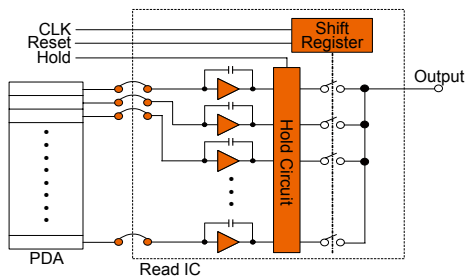 CLK
Reset
Hold
Shift
Register
Output
Hold Circuit
PDA
Read IC